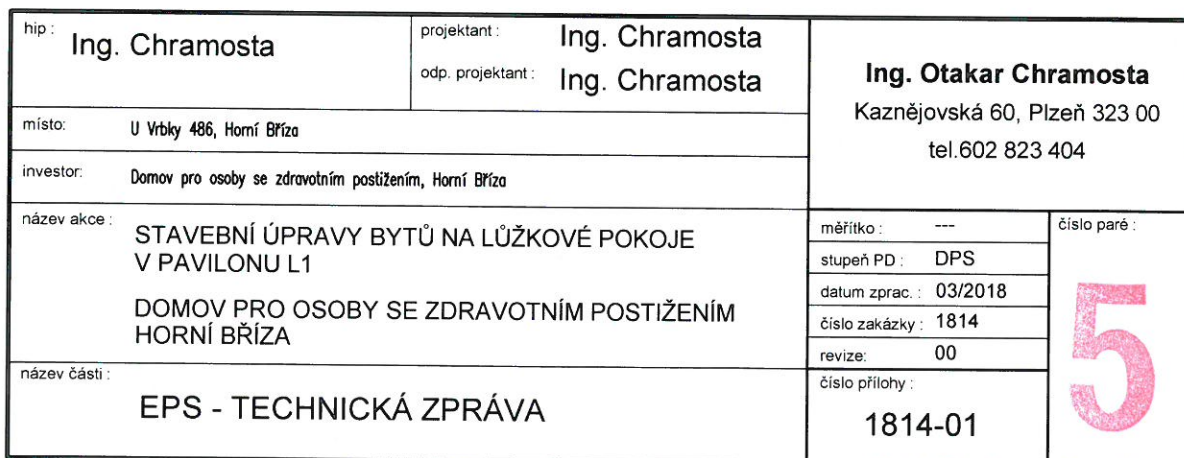 hip : Ing. Chramosta
projektant : Ing. Chramosta
odp. projektant : Ing. Chramosta
Ing. Otakar Chramosta
Kaznějovská 60, Plzeň 323 00
tel.602 823 404
místo: U Vrbky 486, Horní Bříza
investor: Domov pro osoby se zdravotním postižením, Horní Bříza
název akce :
STAVEBNÍ ÚPRAVY BYTŮ NA LŮŽKOVÉ POKOJE
V PAVILONU L1
DOMOV PRO OSOBY SE ZDRAVOTNÍM POSTIŽENÍM
HORNÍ BŘÍZA
měřítko : ---
stupeň PD : DPS
datum zprac. : 03/2018
číslo zakázky : 1814
revize: 00
číslo paré :
5
název části :
EPS - TECHNICKÁ ZPRÁVA
číslo přílohy :
1814-01